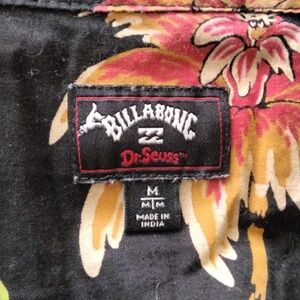 BILLABONG
Dr. Seuss™
M
M M
MADE IN
INDIA